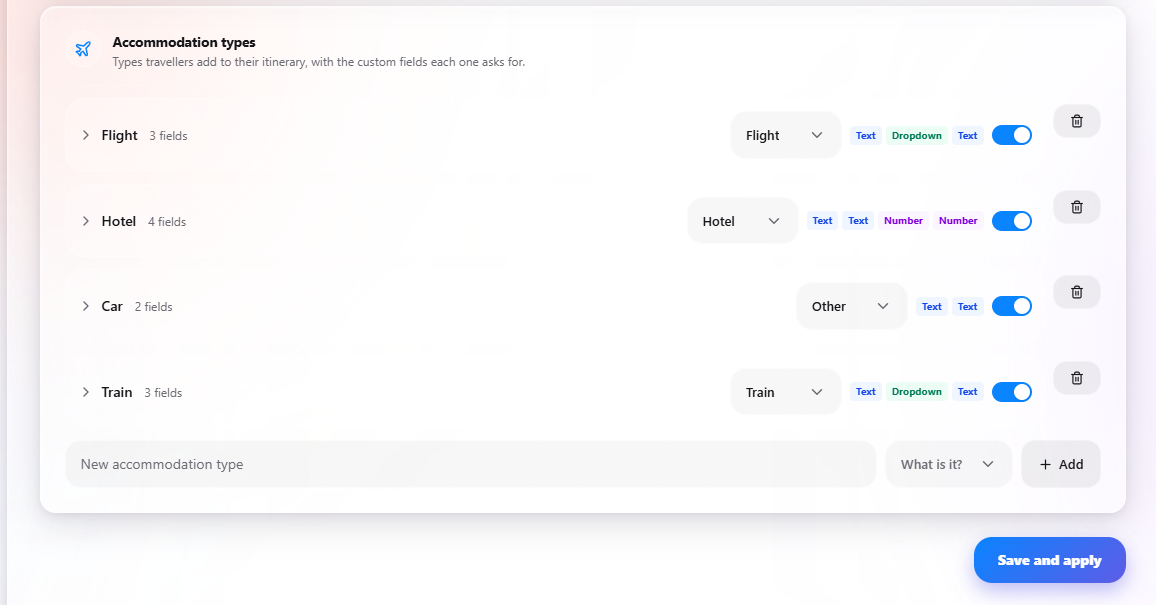 Accommodation types
Types travellers add to their itinerary, with the custom fields each one asks for.
Flight 3 fields Flight Text Dropdown Text
Hotel 4 fields Hotel Text Text Number Number
Car 2 fields Other Text Text
Train 3 fields Train Text Dropdown Text
New accommodation type What is it? + Add
Save and apply